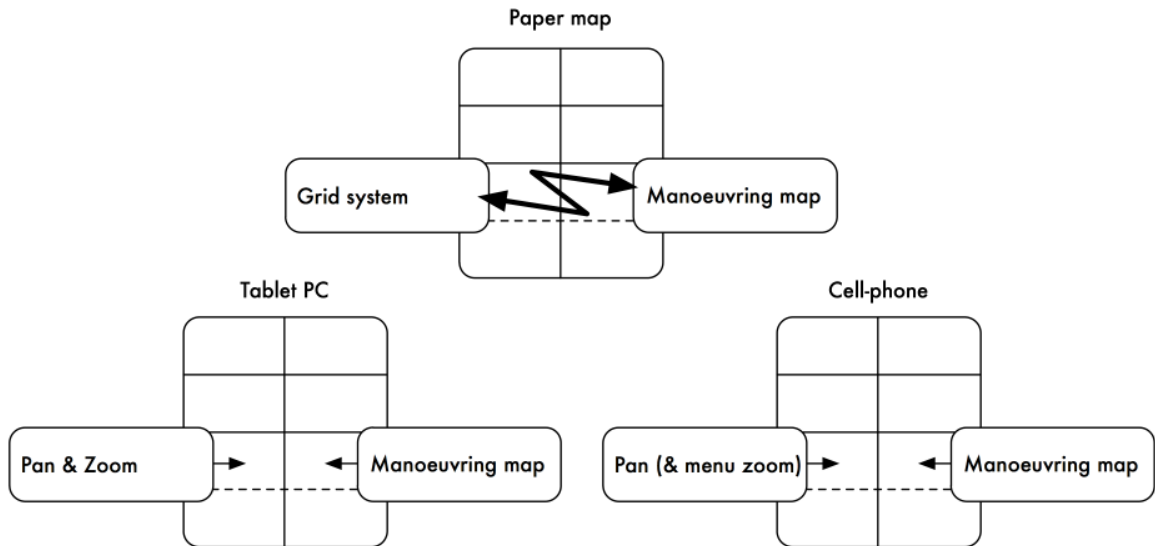 Paper map
Grid system
Manoeuvring map
Tablet PC
Cell-phone
Pan & Zoom
Manoeuvring map
Pan (& menu zoom)
Manoeuvring map